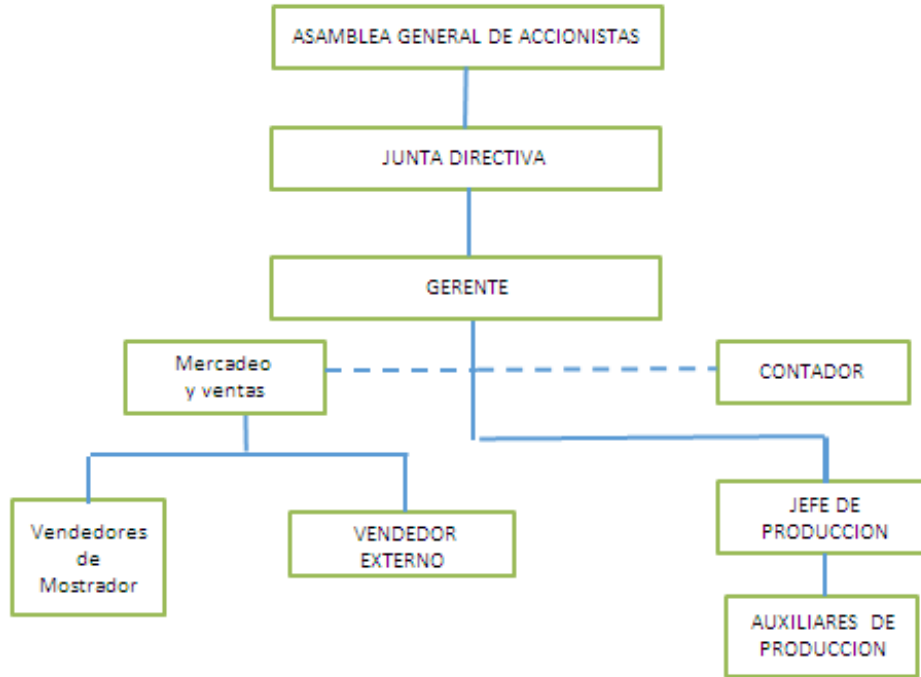 ASAMBLEA GENERAL DE ACCIONISTAS
JUNTA DIRECTIVA
GERENTE
Mercadeo
y ventas
CONTADOR
Vendedores
de
Mostrador
VENDEDOR
EXTERNO
JEFE DE
PRODUCCION
AUXILIARES DE
PRODUCCION